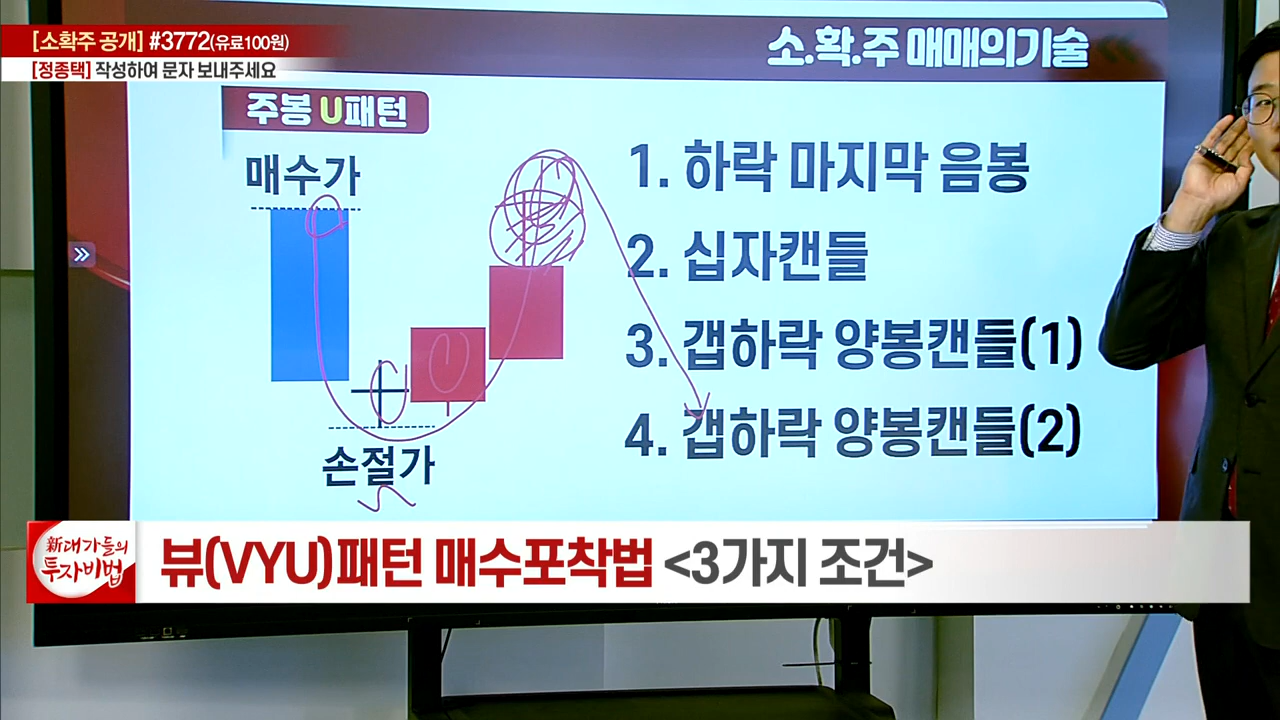 [소확주 공개] #3772(유료100원)
[정종택] 작성하여 문자 보내주세요
소.확.주 매매의기술
주봉 U패턴
매수가
손절가
1. 하락 마지막 음봉
2. 십자캔들
3. 갭하락 양봉캔들(1)
4. 갭하락 양봉캔들(2)
新대가들의
투자비법
뷰(VYU)패턴 매수포착법 <3가지 조건>